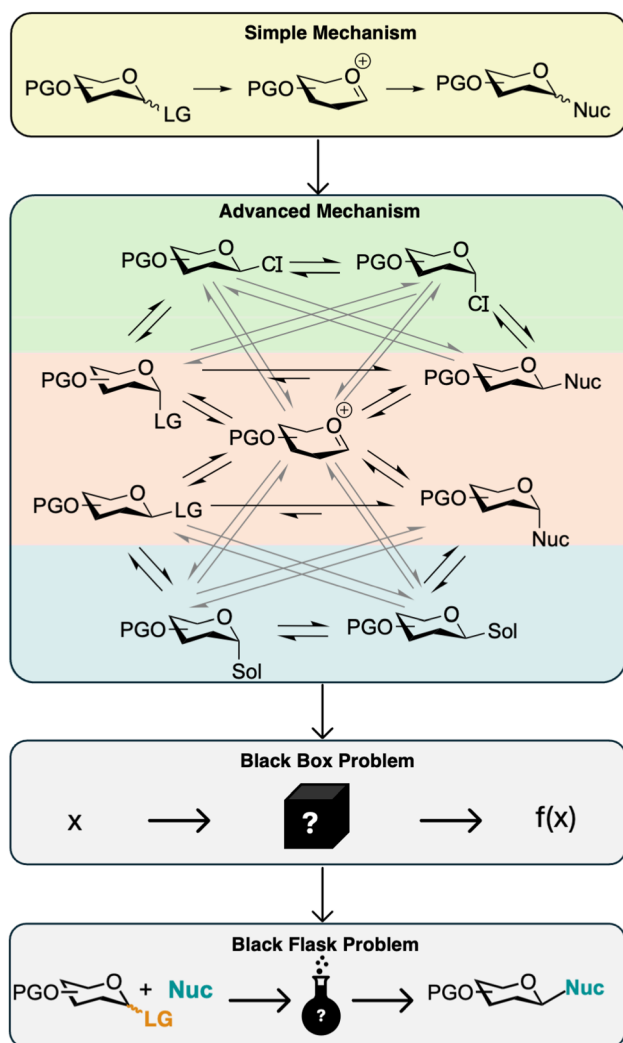 Simple Mechanism
PGO O LG
PGO O ⊕
PGO O Nuc
Advanced Mechanism
PGO O CI
PGO O CI
PGO O LG
PGO O Nuc
PGO O ⊕
PGO O LG
PGO O Nuc
PGO O Sol
PGO O Sol
Black Box Problem
x ? f(x)
Black Flask Problem
PGO O LG + Nuc ? PGO O Nuc